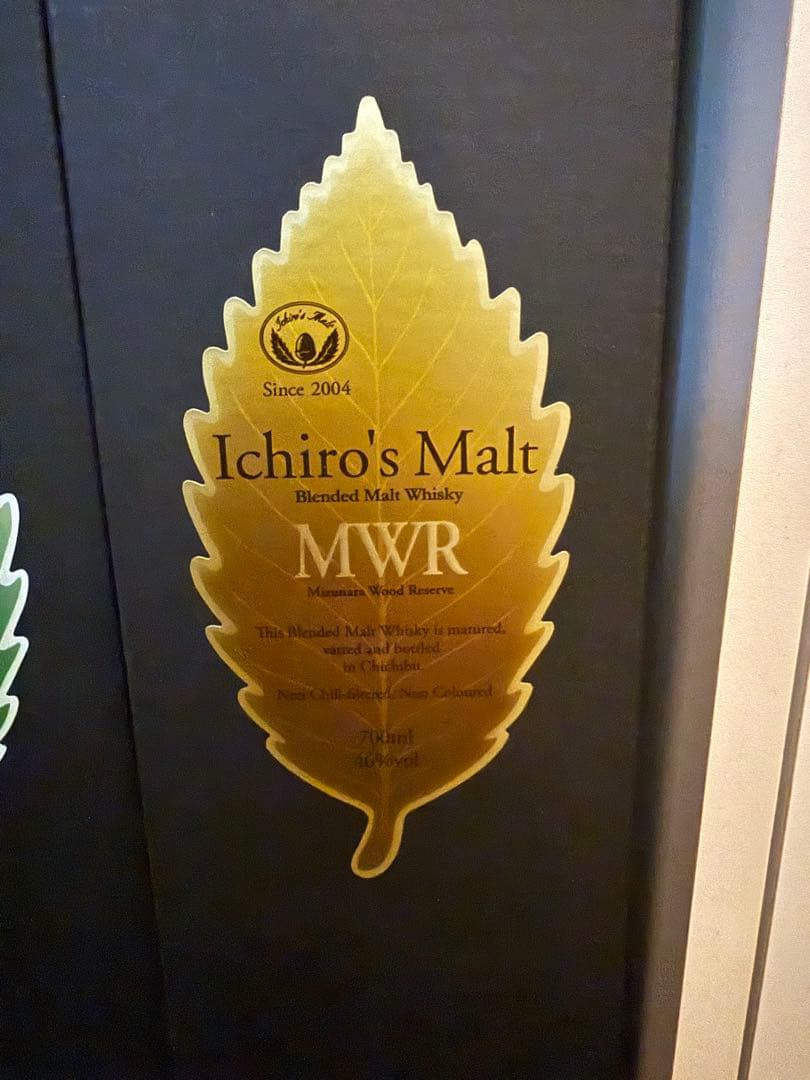 Ichiro's Malt
Since 2004
Ichiro's Malt
Blended Malt Whisky
MWR
Mizunara Wood Reserve
This Blended Malt Whisky is matured,
vatted and bottled
in Chichibu.
Non Chill-filtered, Non Coloured
700ml
46%vol